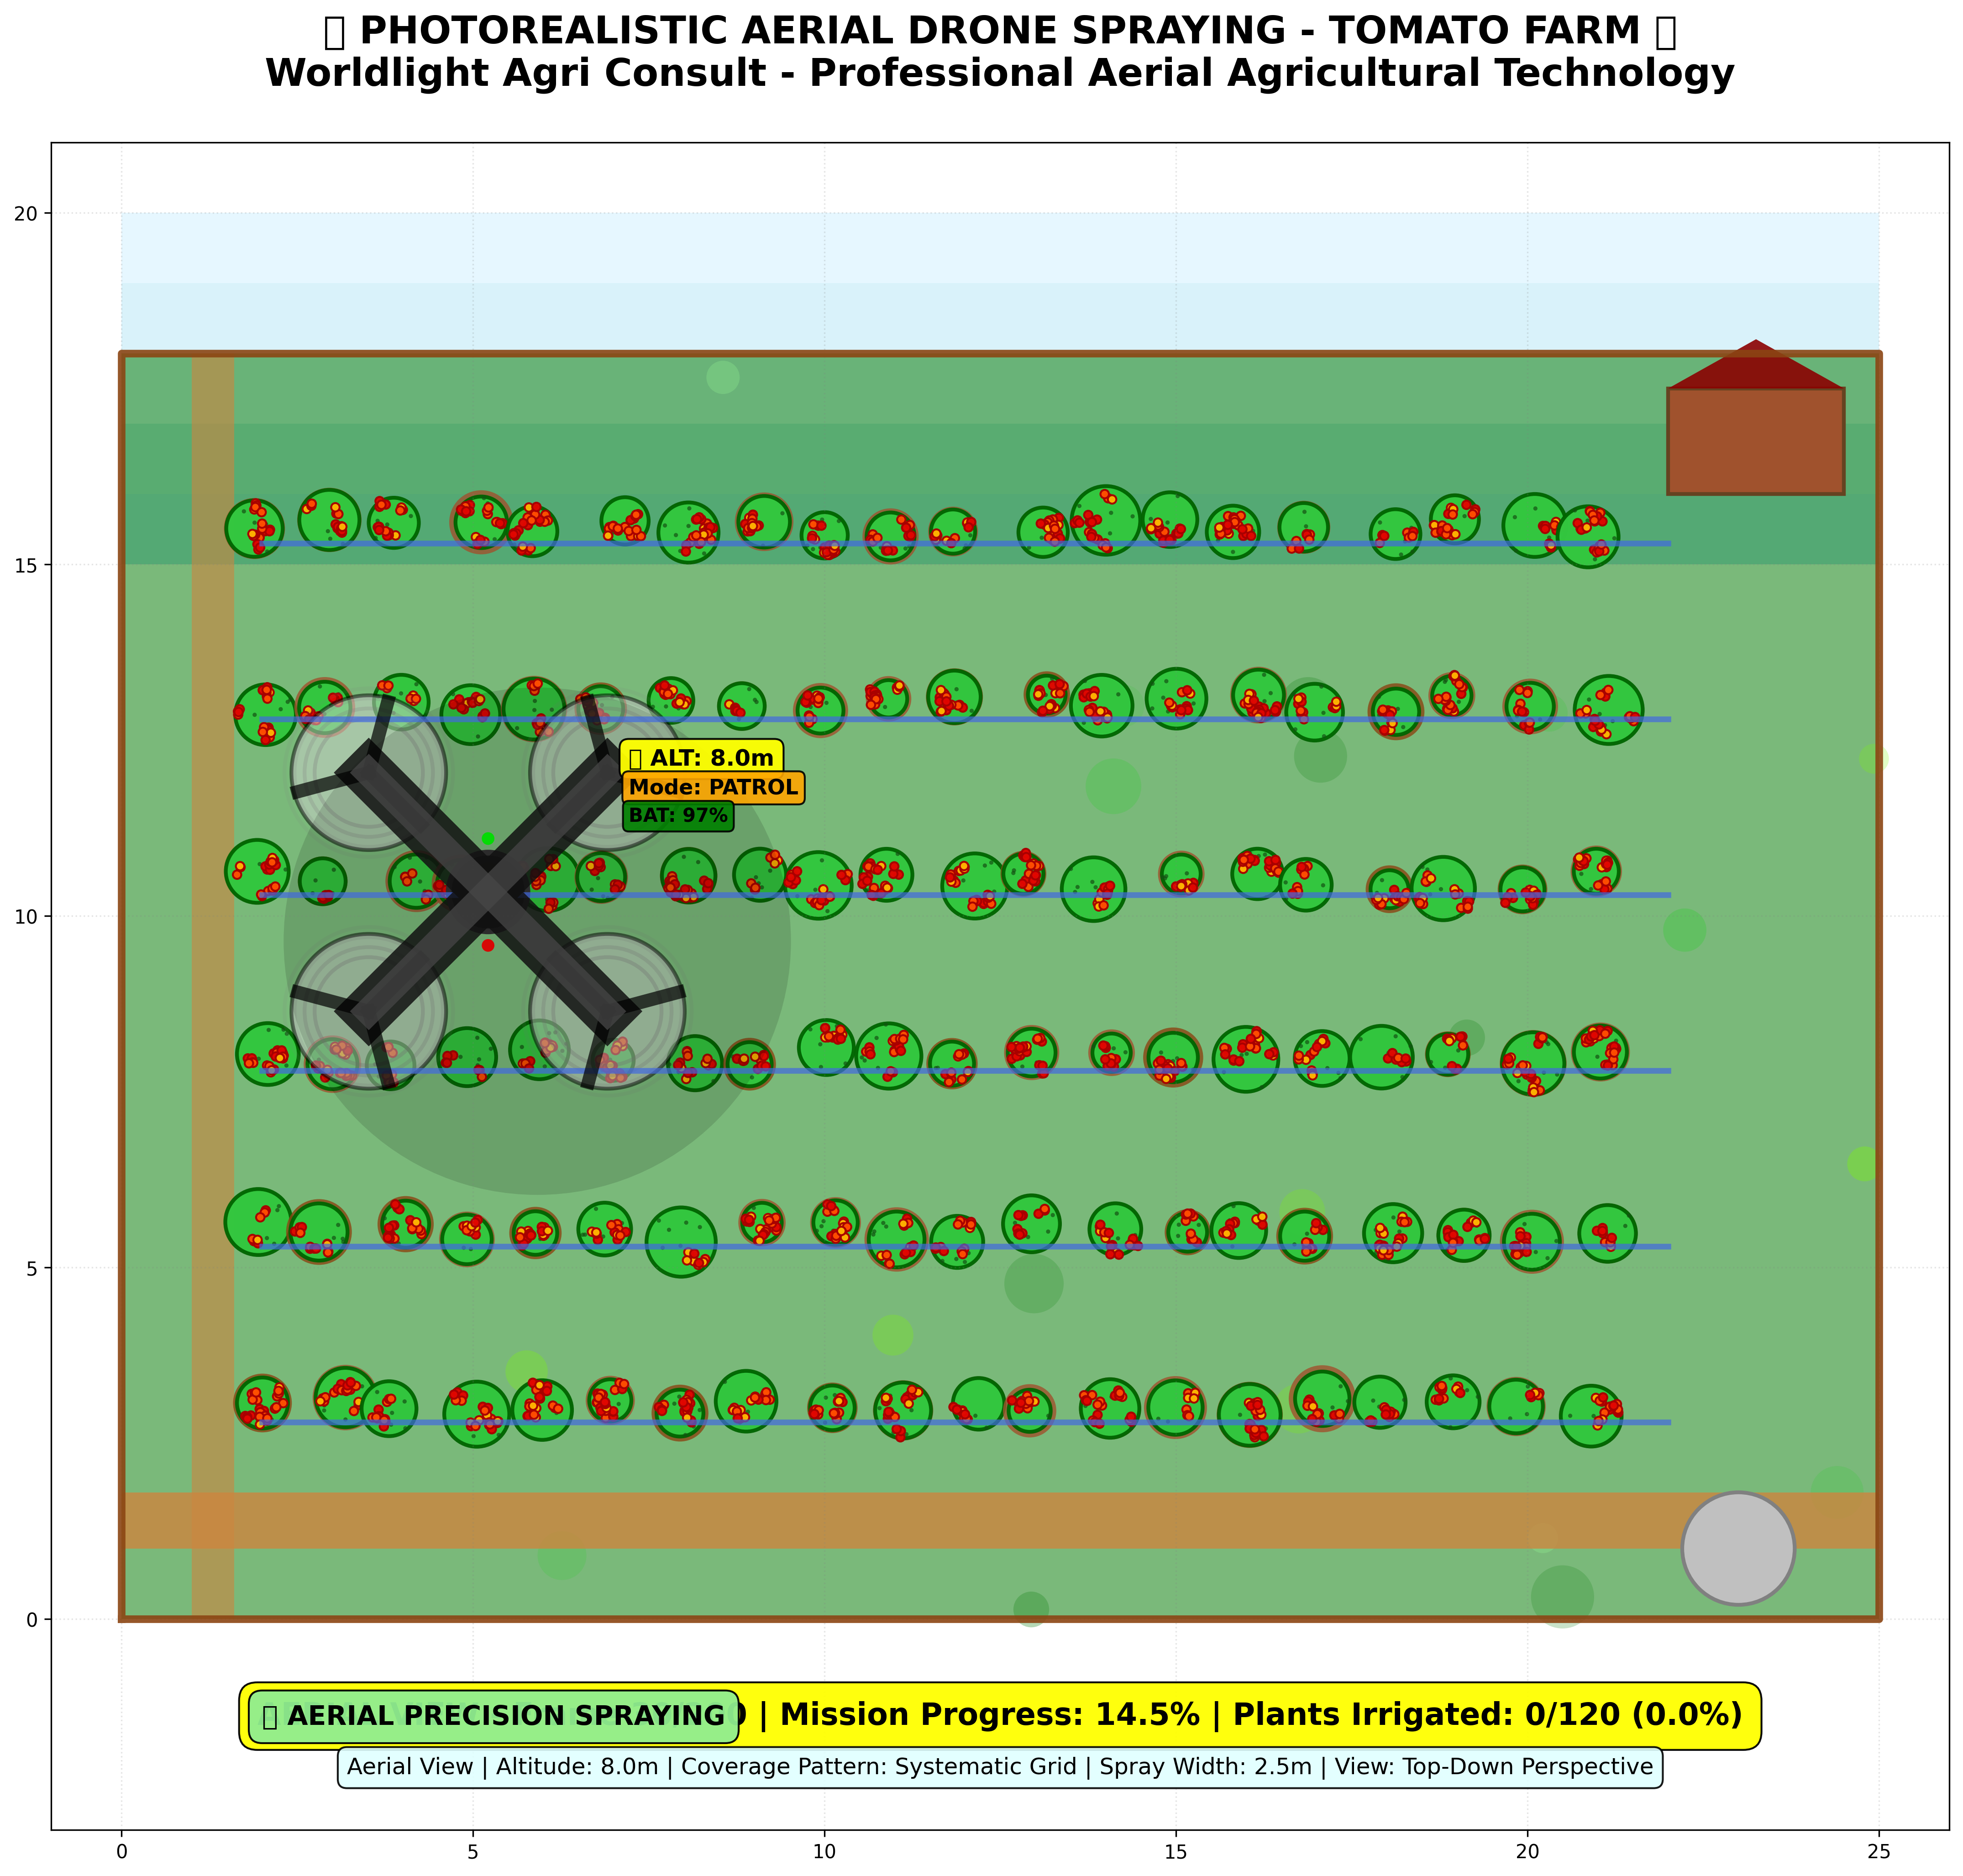 PHOTOREALISTIC AERIAL DRONE SPRAYING - TOMATO FARM
Worldlight Agri Consult - Professional Aerial Agricultural Technology
20
15
10
5
0
ALT: 8.0m
Mode: PATROL
BAT: 97%
AERIAL PRECISION SPRAYING
| Mission Progress: 14.5% | Plants Irrigated: 0/120 (0.0%)
Aerial View | Altitude: 8.0m | Coverage Pattern: Systematic Grid | Spray Width: 2.5m | View: Top-Down Perspective
0
5
10
15
20
25